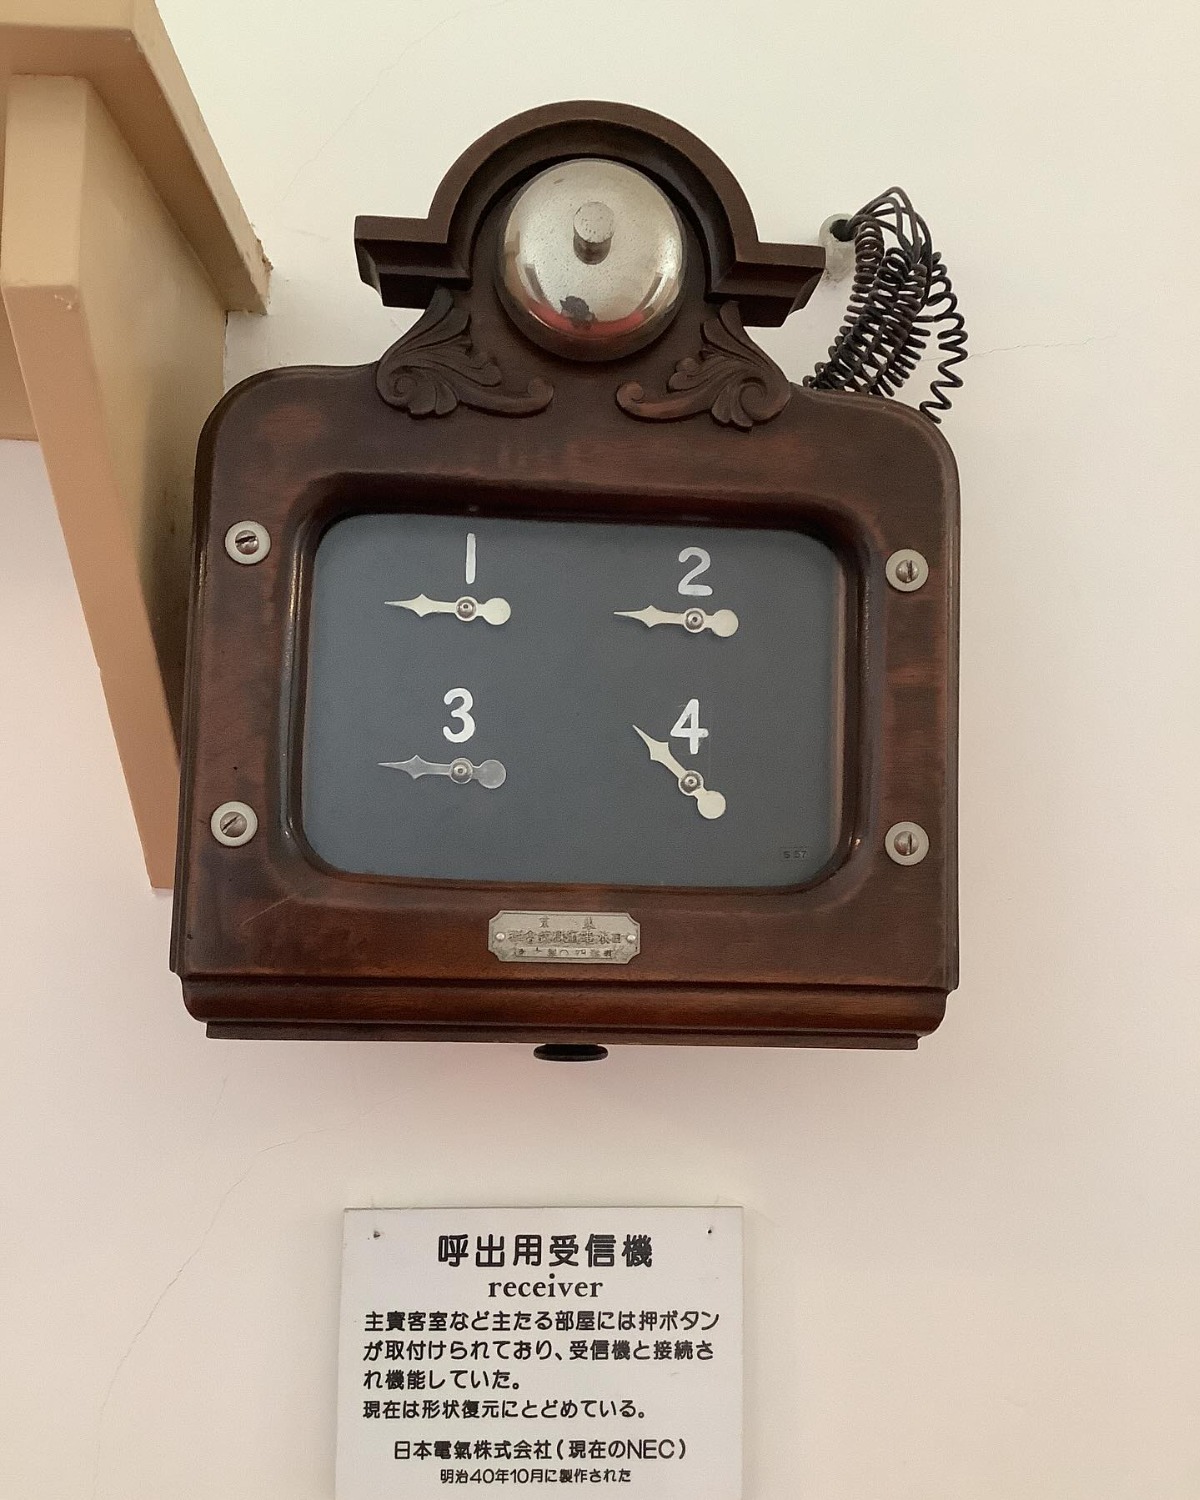 1
2
3
4
呼出用受信機
receiver
主賓客室など主たる部屋には押ボタン
が取付けられており、受信機と接続さ
れ機能していた。
現在は形状復元にとどめている。
日本電氣株式会社(現在のNEC)
明治40年10月に製作された